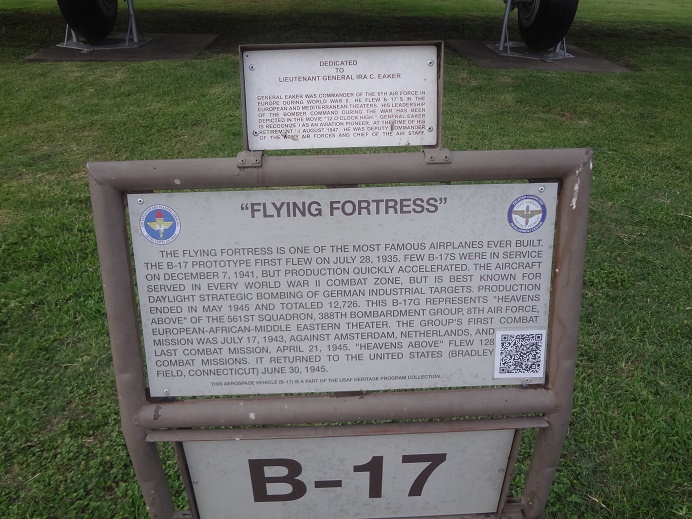 DEDICATED
TO
LIEUTENANT GENERAL IRA C. EAKER
GENERAL EAKER WAS COMMANDER OF THE 8TH AIR FORCE IN
EUROPE DURING WORLD WAR II. HE FLEW B-17'S IN THE
EUROPEAN AND MEDITERRANEAN THEATERS. HIS LEADERSHIP
OF THE BOMBER COMMAND DURING THE WAR HAS BEEN
DEPICTED IN THE MOVIE "12 O'CLOCK HIGH." GENERAL EAKER
IS RECOGNIZED AS AN AVIATION PIONEER. AT THE TIME OF HIS
RETIREMENT AUGUST 1947, HE WAS DEPUTY COMMANDER
OF THE ARMY AIR FORCES AND CHIEF OF THE AIR STAFF.
"FLYING FORTRESS"
THE FLYING FORTRESS IS ONE OF THE MOST FAMOUS AIRPLANES EVER BUILT.
THE B-17 PROTOTYPE FIRST FLEW ON JULY 28, 1935. FEW B-17S WERE IN SERVICE
ON DECEMBER 7, 1941, BUT PRODUCTION QUICKLY ACCELERATED. THE AIRCRAFT
SERVED IN EVERY WORLD WAR II COMBAT ZONE, BUT IS BEST KNOWN FOR
DAYLIGHT STRATEGIC BOMBING OF GERMAN INDUSTRIAL TARGETS. PRODUCTION
ENDED IN MAY 1945 AND TOTALED 12,726. THIS B-17G REPRESENTS "HEAVENS
ABOVE" OF THE 561ST SQUADRON, 388TH BOMBARDMENT GROUP, 8TH AIR FORCE,
EUROPEAN-AFRICAN-MIDDLE EASTERN THEATER. THE GROUP'S FIRST COMBAT
MISSION WAS JULY 17, 1943, AGAINST AMSTERDAM, NETHERLANDS, AND
LAST COMBAT MISSION, APRIL 21, 1945. "HEAVENS ABOVE" FLEW 128
COMBAT MISSIONS. IT RETURNED TO THE UNITED STATES (BRADLEY
FIELD, CONNECTICUT) JUNE 30, 1945.
THIS AEROSPACE VEHICLE (B-17) IS A PART OF THE USAF HERITAGE PROGRAM COLLECTION.
B-17